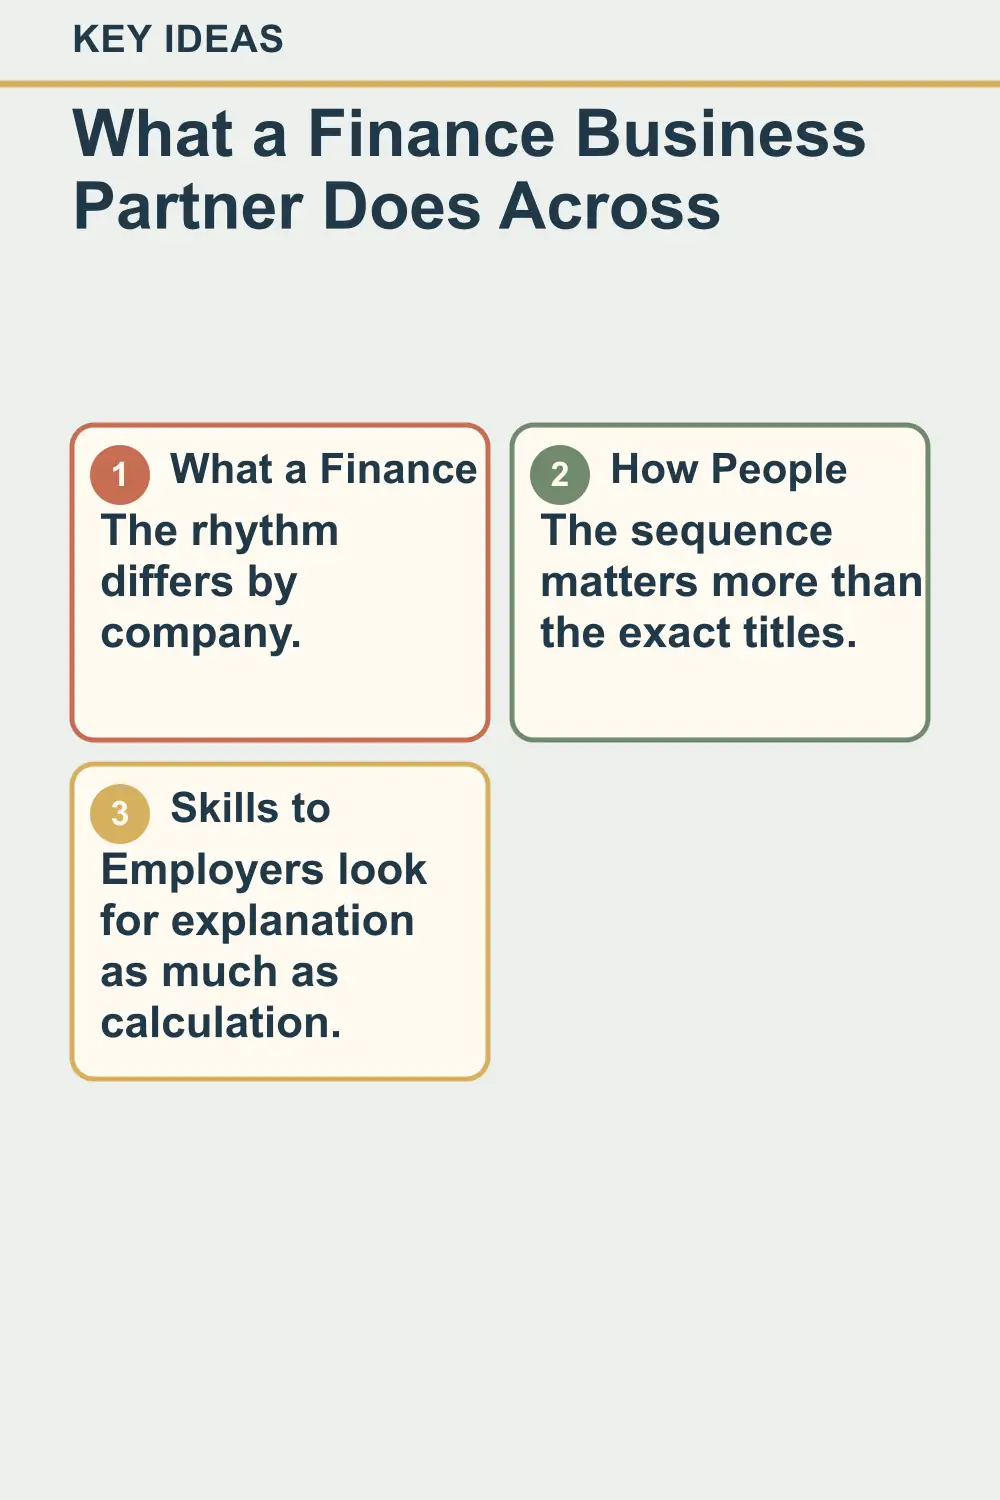 KEY IDEAS
What a Finance Business
Partner Does Across
1 What a Finance
The rhythm
differs by
company.
2 How People
The sequence
matters more than
the exact titles.
3 Skills to
Employers look
for explanation
as much as
calculation.